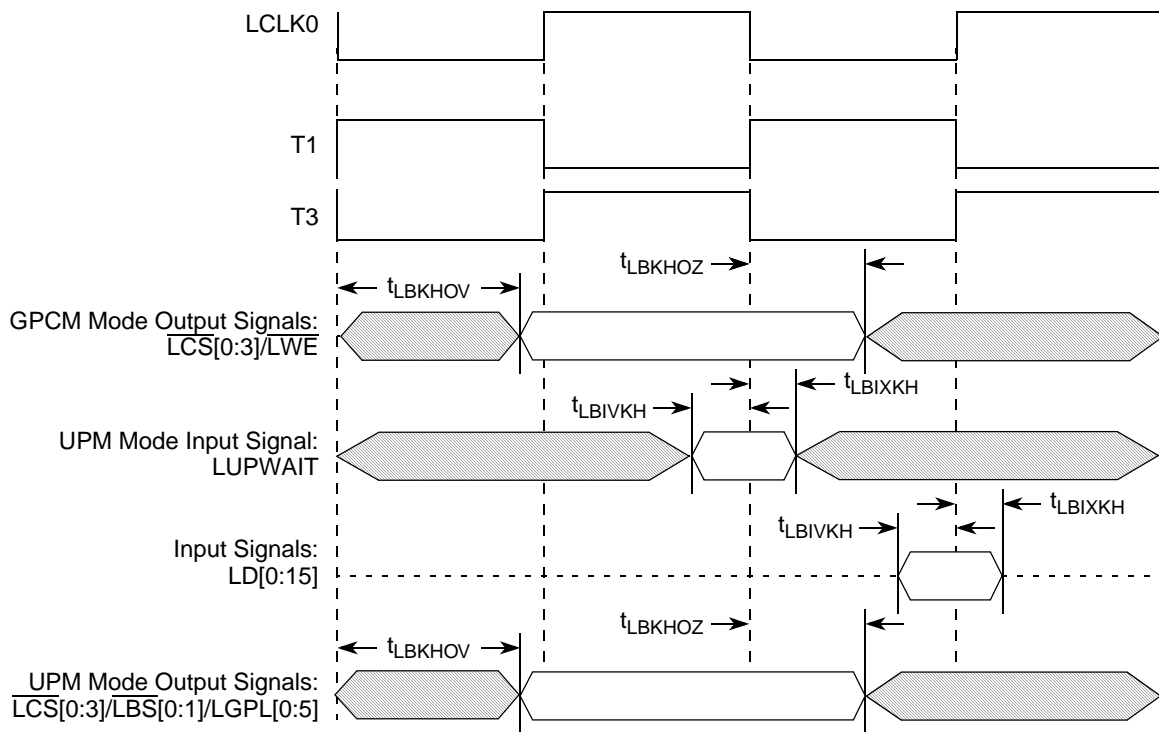 LCLK0
T1
T3
tLBKHOZ
tLBKHOV
GPCM Mode Output Signals:
LCS[0:3]/LWE
tLBIXKH
tLBIVKH
UPM Mode Input Signal:
LUPWAIT
tLBIXKH
tLBIVKH
Input Signals:
LD[0:15]
tLBKHOZ
tLBKHOV
UPM Mode Output Signals:
LCS[0:3]/LBS[0:1]/LGPL[0:5]